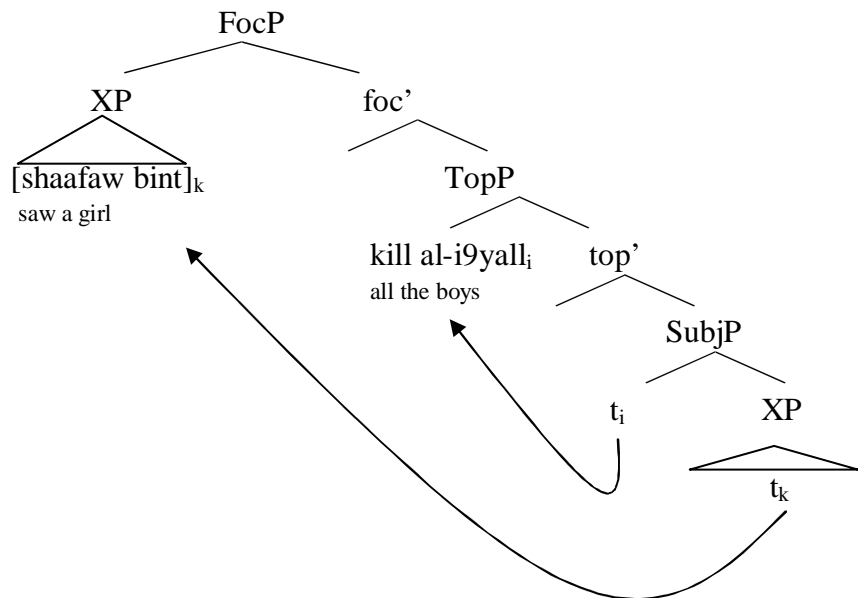 FocP
XP foc’
[shaafaw bint]k
saw a girl
TopP
kill al-i9yalli top’
all the boys
SubjP
ti XP
tk